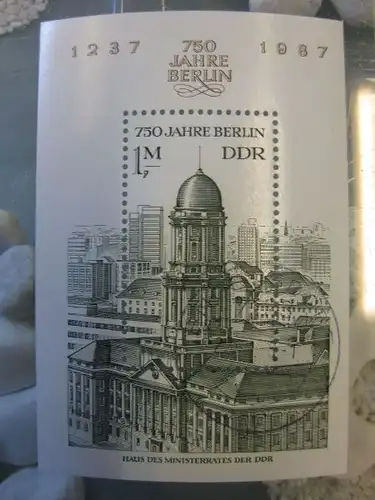 1237 750 1987
JAHRE
BERLIN
750 JAHRE BERLIN
1,-M DDR
HAUS DES MINISTERRATES DER DDR